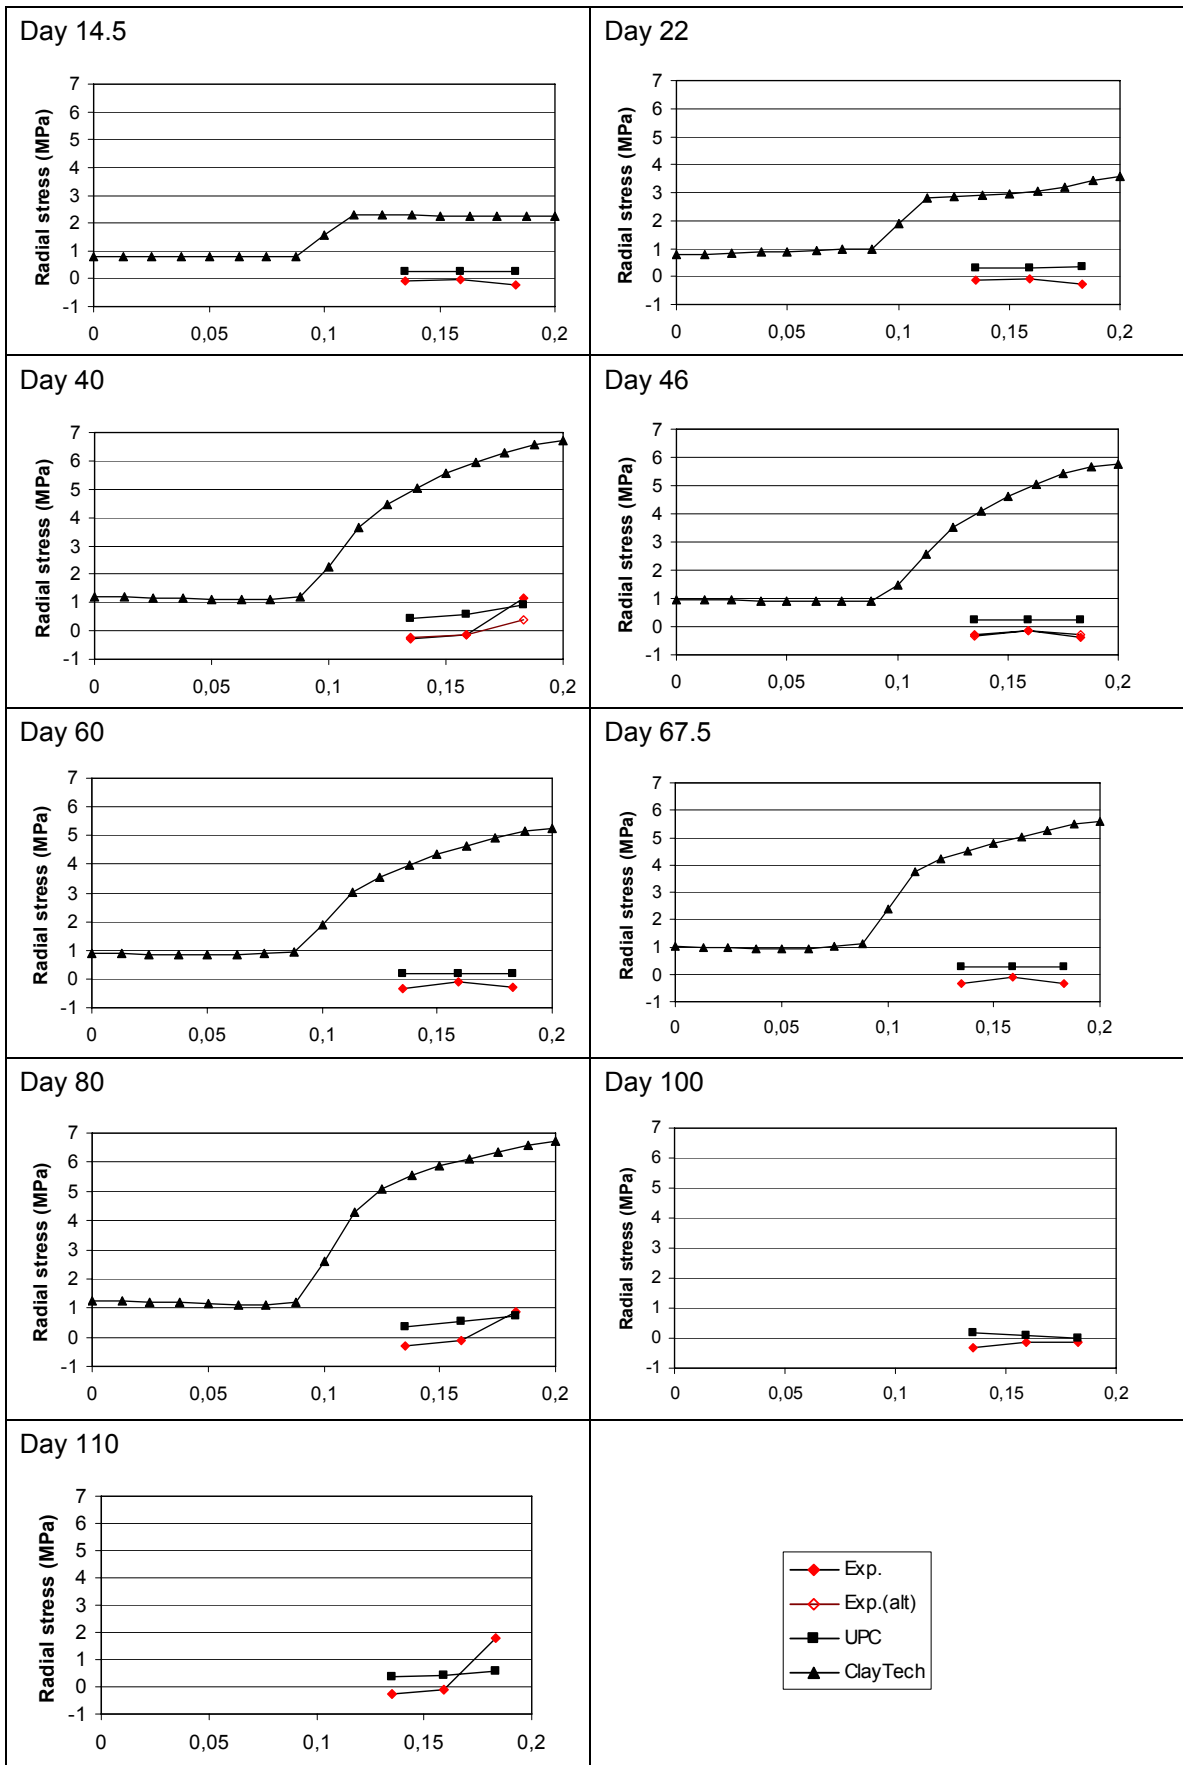 Day 14.5
Radial stress (MPa)
7
6
5
4
3
2
1
0
-1
0 0,05 0,1 0,15 0,2
Day 22
Radial stress (MPa)
7
6
5
4
3
2
1
0
-1
0 0,05 0,1 0,15 0,2
Day 40
Radial stress (MPa)
7
6
5
4
3
2
1
0
-1
0 0,05 0,1 0,15 0,2
Day 46
Radial stress (MPa)
7
6
5
4
3
2
1
0
-1
0 0,05 0,1 0,15 0,2
Day 60
Radial stress (MPa)
7
6
5
4
3
2
1
0
-1
0 0,05 0,1 0,15 0,2
Day 67.5
Radial stress (MPa)
7
6
5
4
3
2
1
0
-1
0 0,05 0,1 0,15 0,2
Day 80
Radial stress (MPa)
7
6
5
4
3
2
1
0
-1
0 0,05 0,1 0,15 0,2
Day 100
Radial stress (MPa)
7
6
5
4
3
2
1
0
-1
0 0,05 0,1 0,15 0,2
Day 110
Radial stress (MPa)
7
6
5
4
3
2
1
0
-1
0 0,05 0,1 0,15 0,2
Exp.
Exp.(alt)
UPC
ClayTech